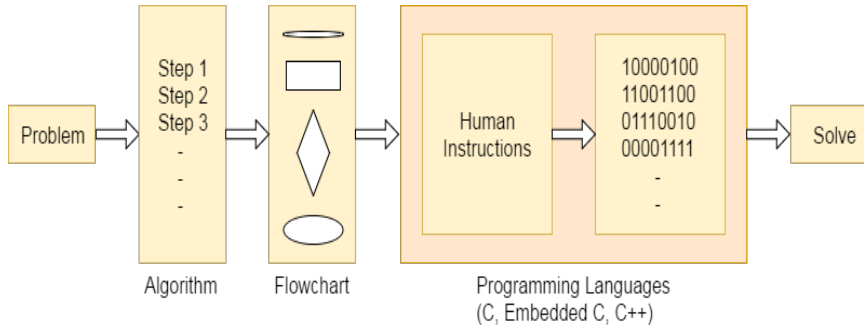 Problem
Step 1
Step 2
Step 3
-
-
-
Algorithm
Flowchart
Human
Instructions
10000100
11001100
01110010
00001111
-
-
Programming Languages
(C, Embedded C, C++)
Solve